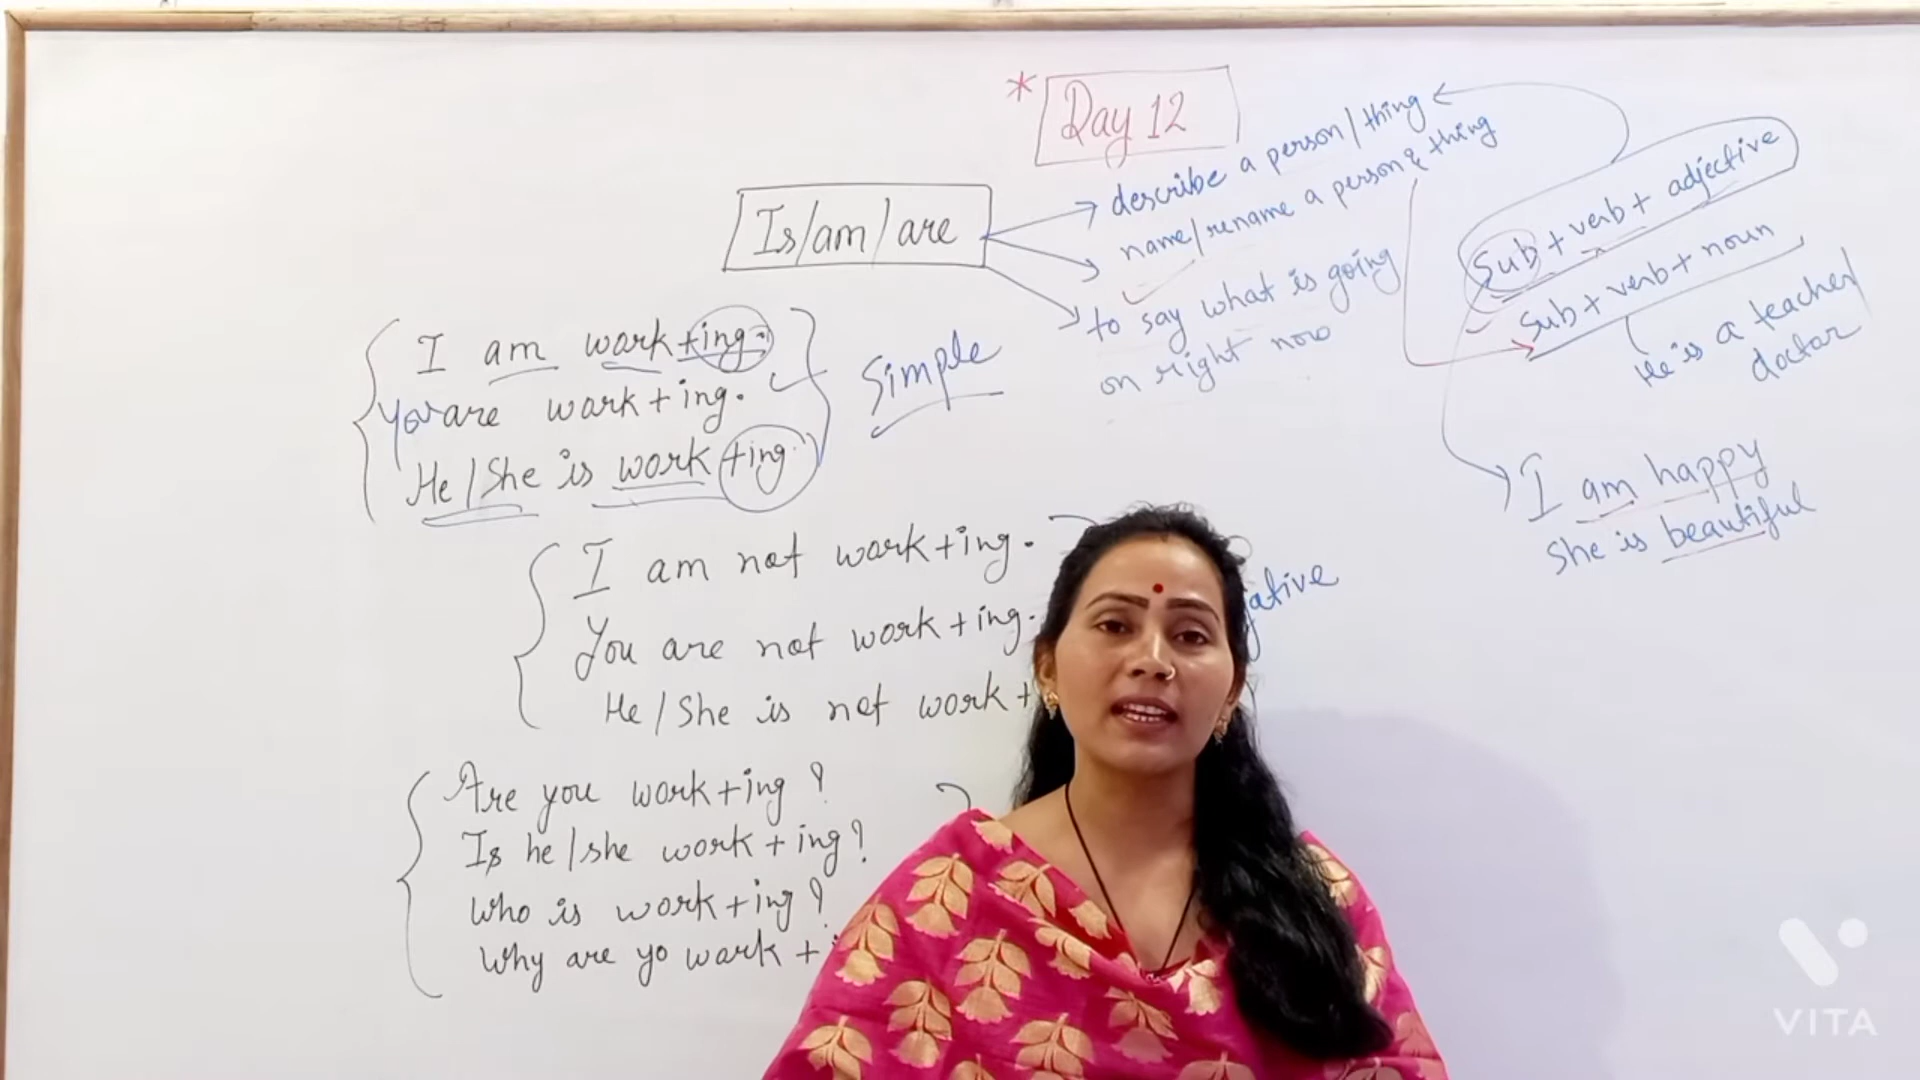 * Day 12
Is/am/are
describe a person/thing
name/rename a person & thing
to say what is going
on right now
Sub + verb + adjective
Sub + verb + noun
He is a teacher
doctor
I am happy
She is beautiful
I am work+ing.
You are work+ing.
He/She is work+ing.
Simple
I am not work+ing.
You are not work+ing.
He/She is not work+
ative
Are you work+ing?
Is he/she work+ing?
Who is work+ing?
Why are yo work +
VITA